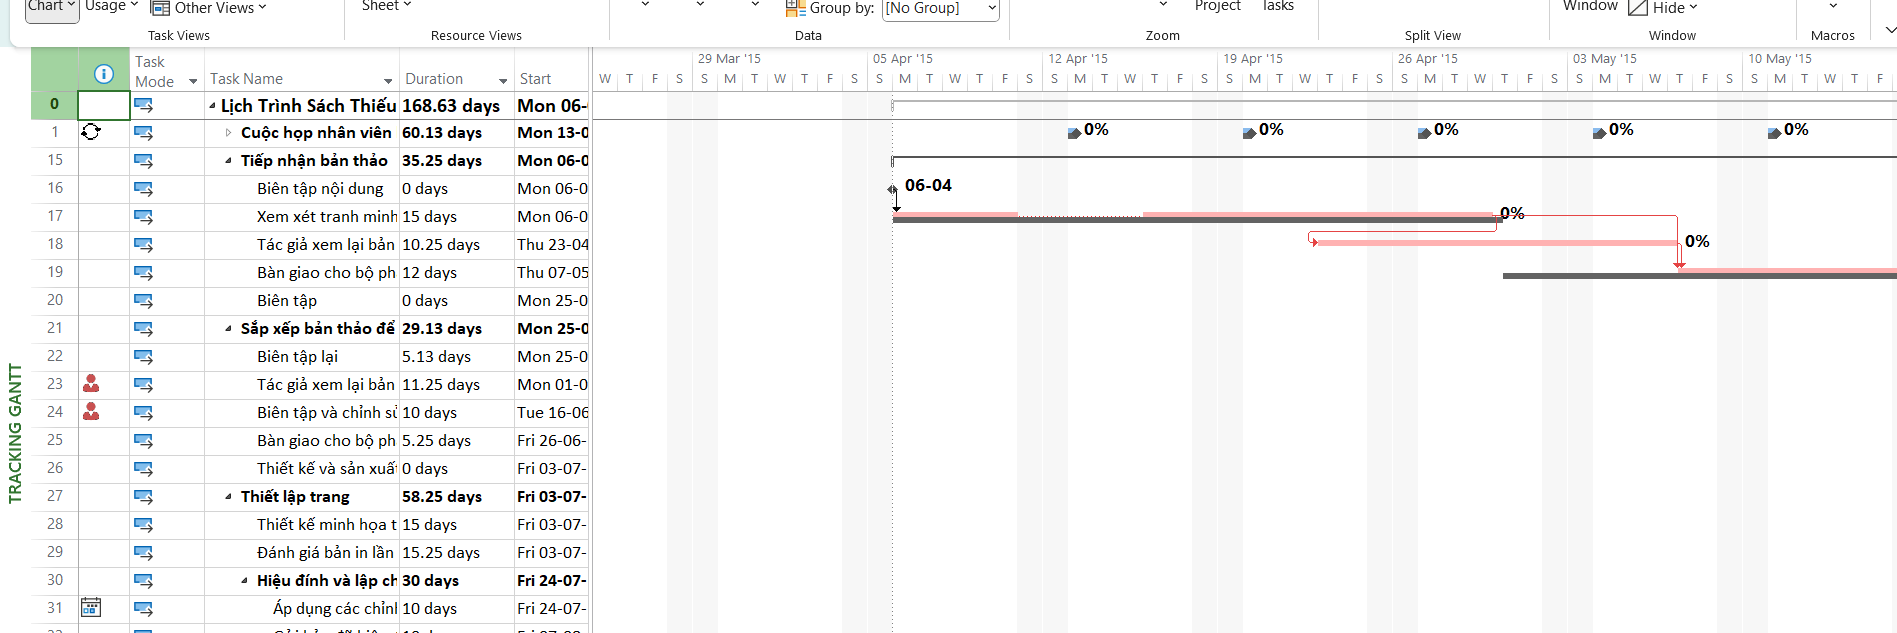 Chart Usage Other Views Sheet Group by: [No Group] Project Tasks Window Hide
Task Views Resource Views Data Zoom Split View Window Macros
Task Mode Task Name Duration Start
29 Mar '15 05 Apr '15 12 Apr '15 19 Apr '15 26 Apr '15 03 May '15 10 May '15
W T F S S M T W T F S S M T W T F S S M T W T F S S M T W T F S S M T W T F S S M T W T F S S M T W T F
0 Lịch Trình Sách Thiếu 168.63 days Mon 06-
1 Cuộc họp nhân viên 60.13 days Mon 13-0 0% 0% 0% 0% 0%
15 Tiếp nhận bản thảo 35.25 days Mon 06-0
16 Biên tập nội dung 0 days Mon 06-0 06-04
17 Xem xét tranh minh 15 days Mon 06-0 0%
18 Tác giả xem lại bản 10.25 days Thu 23-04 0%
19 Bàn giao cho bộ ph 12 days Thu 07-05
20 Biên tập 0 days Mon 25-0
21 Sắp xếp bản thảo để 29.13 days Mon 25-0
22 Biên tập lại 5.13 days Mon 25-0
23 Tác giả xem lại bản 11.25 days Mon 01-0
24 Biên tập và chỉnh sử 10 days Tue 16-06
25 Bàn giao cho bộ ph 5.25 days Fri 26-06-
26 Thiết kế và sản xuất 0 days Fri 03-07-
27 Thiết lập trang 58.25 days Fri 03-07-
28 Thiết kế minh họa t 15 days Fri 03-07-
29 Đánh giá bản in lần 15.25 days Fri 03-07-
30 Hiệu đính và lập ch 30 days Fri 24-07-
31 Áp dụng các chỉnh 10 days Fri 24-07-
TRACKING GANTT